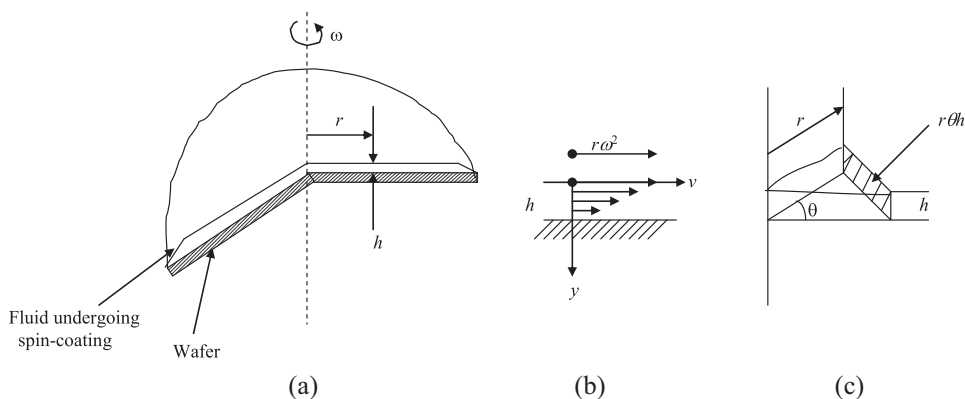 ω
r
h
Fluid undergoing
spin-coating
Wafer
(a)
rω²
v
h
y
(b)
r
rθh
θ
h
(c)